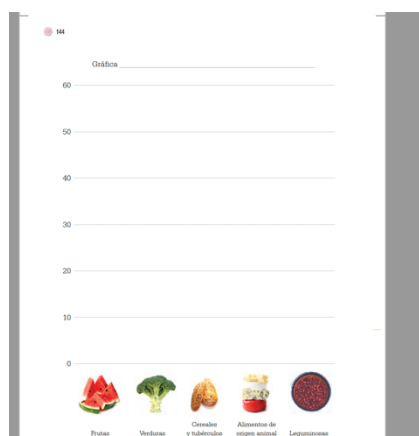 144
Gráfica
60
50
40
30
20
10
0
Frutas
Verduras
Cereales
y tubérculos
Alimentos de
origen animal
Leguminosas